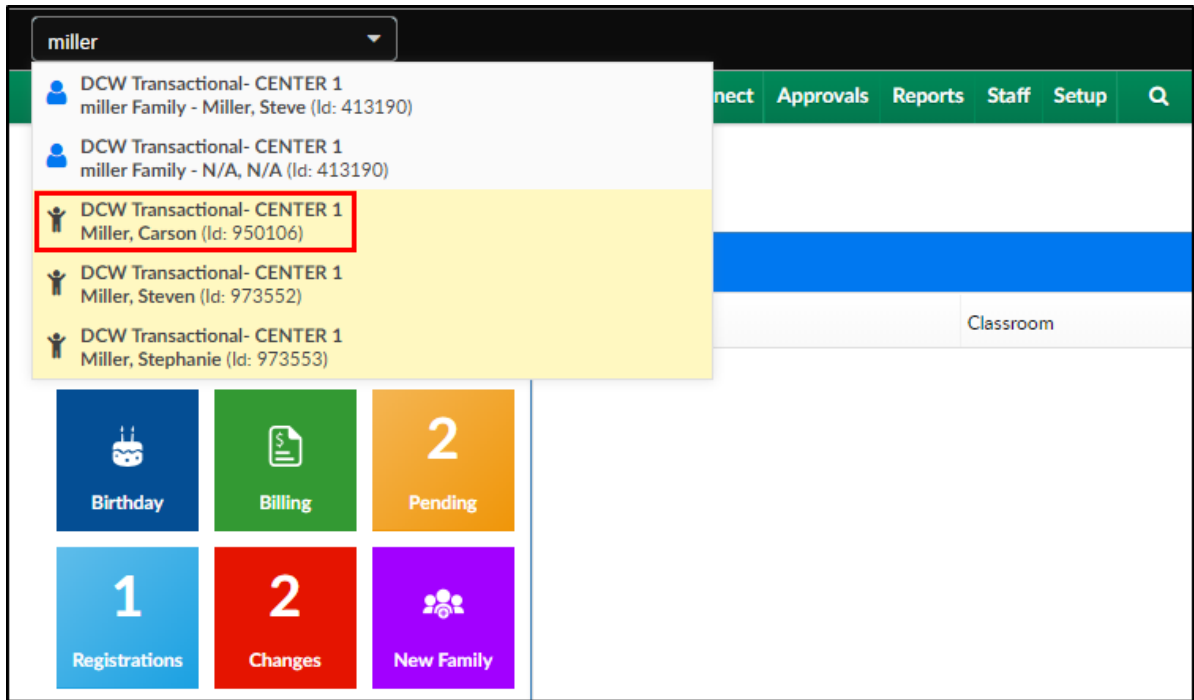 miller
DCW Transactional- CENTER 1
miller Family - Miller, Steve (Id: 413190)
DCW Transactional- CENTER 1
miller Family - N/A, N/A (Id: 413190)
DCW Transactional- CENTER 1
Miller, Carson (Id: 950106)
DCW Transactional- CENTER 1
Miller, Steven (Id: 973552)
DCW Transactional- CENTER 1
Miller, Stephanie (Id: 973553)
nect Approvals Reports Staff Setup
Classroom
2
Birthday Billing Pending
1 2
Registrations Changes New Family